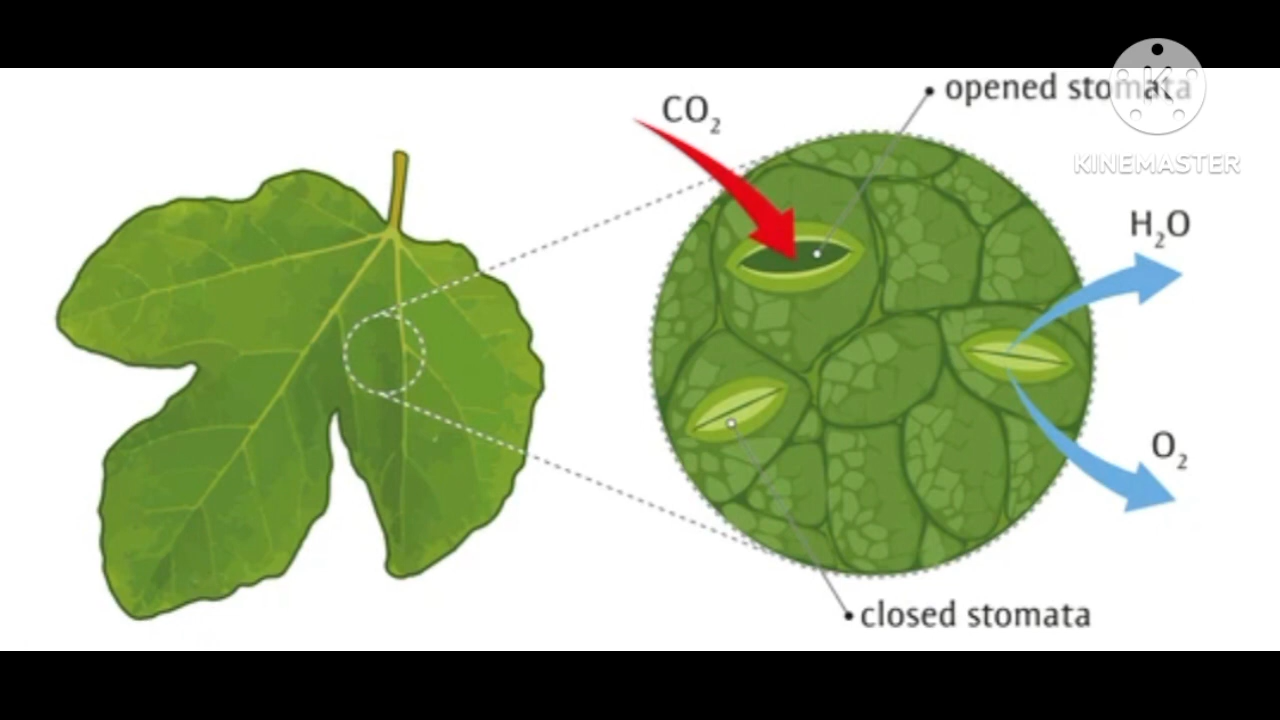 opened stomata
CO₂
KINEMASTER
H₂O
O₂
closed stomata